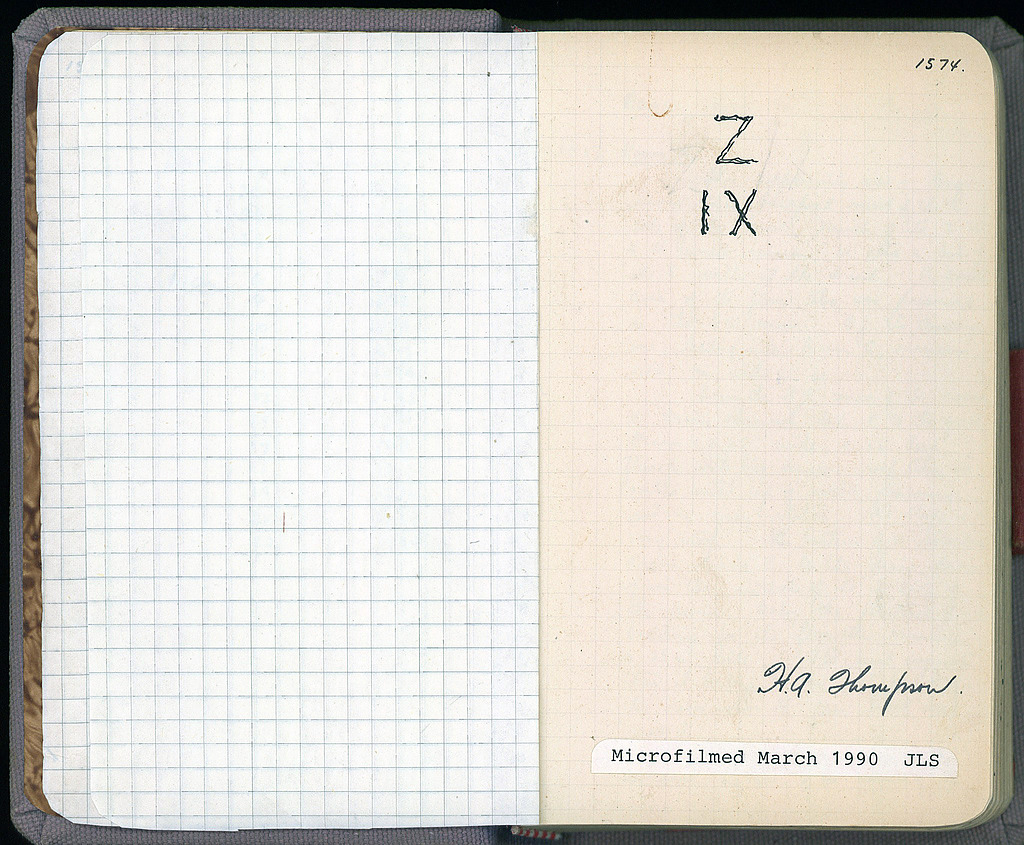 1574.
Z
IX
H.A. Thompson.
Microfilmed March 1990 JLS